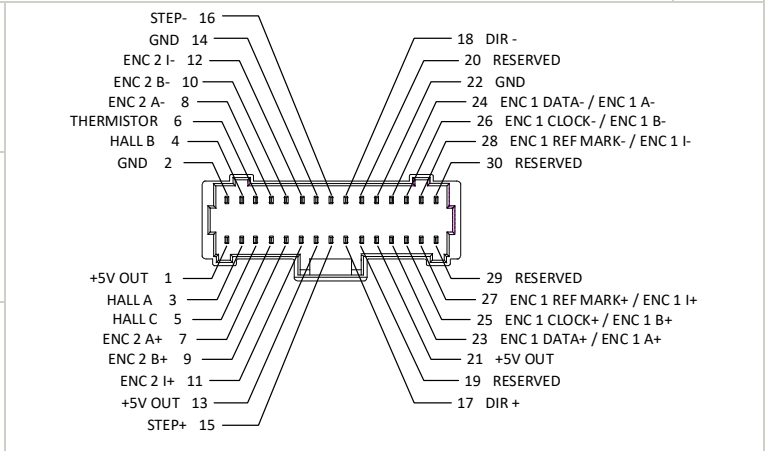 STEP- 16
GND 14
ENC 2 I- 12
ENC 2 B- 10
ENC 2 A- 8
THERMISTOR 6
HALL B 4
GND 2
18 DIR -
20 RESERVED
22 GND
24 ENC 1 DATA- / ENC 1 A-
26 ENC 1 CLOCK- / ENC 1 B-
28 ENC 1 REF MARK- / ENC 1 I-
30 RESERVED
+5V OUT 1
HALL A 3
HALL C 5
ENC 2 A+ 7
ENC 2 B+ 9
ENC 2 I+ 11
+5V OUT 13
STEP+ 15
29 RESERVED
27 ENC 1 REF MARK+ / ENC 1 I+
25 ENC 1 CLOCK+ / ENC 1 B+
23 ENC 1 DATA+ / ENC 1 A+
21 +5V OUT
19 RESERVED
17 DIR +